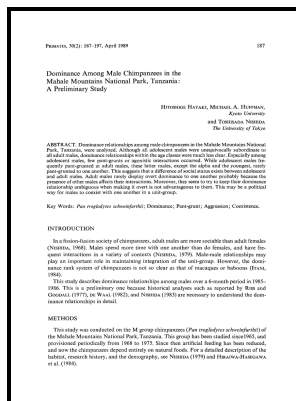 PRIMATES, 30(2): 187-197, April 1989 187
Dominance Among Male Chimpanzees in the
Mahale Mountains National Park, Tanzania:
A Preliminary Study
HITOSHIGE HAYAKI, MICHAEL A. HUFFMAN,
Kyoto University
and TOSHISADA NISHIDA
The University of Tokyo
ABSTRACT. Dominance relationships among male chimpanzees in the Mahale Mountains National
Park, Tanzania, were analyzed. Although all adolescent males were unequivocally subordinate to
all adult males, dominance relationships within the age classes were much less clear. Especially among
adolescent males, few pant-grunts or agonistic interactions occurred. While adolescent males fre-
quently pant-grunted at adult males, these latter males, except the alpha and the youngest, rarely
pant-grunted to one another. This suggests that a difference of social status exists between adolescent
and adults. Adult males rarely display overt dominance to one another probably because the
presence of other males affects their interactions. Moreover, they seem to try to keep their dominance
relationship ambiguous when making it overt is not advantageous to them. This may be a political
way for males to coexist with one another in a unit-group.
Key Words: Pan troglodytes schweinfurthii; Dominance; Pant-grunt; Aggression; Coexistence.
INTRODUCTION
In a fission-fusion society of chimpanzees, adult males are more sociable than adult females
(NISHIDA, 1968). Males spend more time with one another than do females, and have fre-
quent interactions in a variety of contexts (NISHIDA, 1979). Male-male relationships may
play an important role in maintaining integration of the unit-group. However, the domi-
nance rank system of chimpanzees is not so clear as that of macaques or baboons (ITANI,
1984).
This study describes dominance relationships among males over a 6-month period in 1985–
1986. This is a preliminary one because historical analyses such as reported by RISS and
GOODALL (1977), DE WAAL (1982), and NISHIDA (1983) are necessary to understand the dom-
inance relationships in detail.
METHODS
This study was conducted on the M group chimpanzees (Pan troglodytes schweinfurthii) of
the Mahale Mountains National Park, Tanzania. This group has been studied since1965, and
provisioned periodically from 1968 to 1975. Since then artificial feeding has been reduced,
and now the chimpanzees depend entirely on natural foods. For a detailed description of the
habitat, research history, and the demography, see NISHIDA (1979) and HIRAIWA-HASEGAWA
et al. (1984).